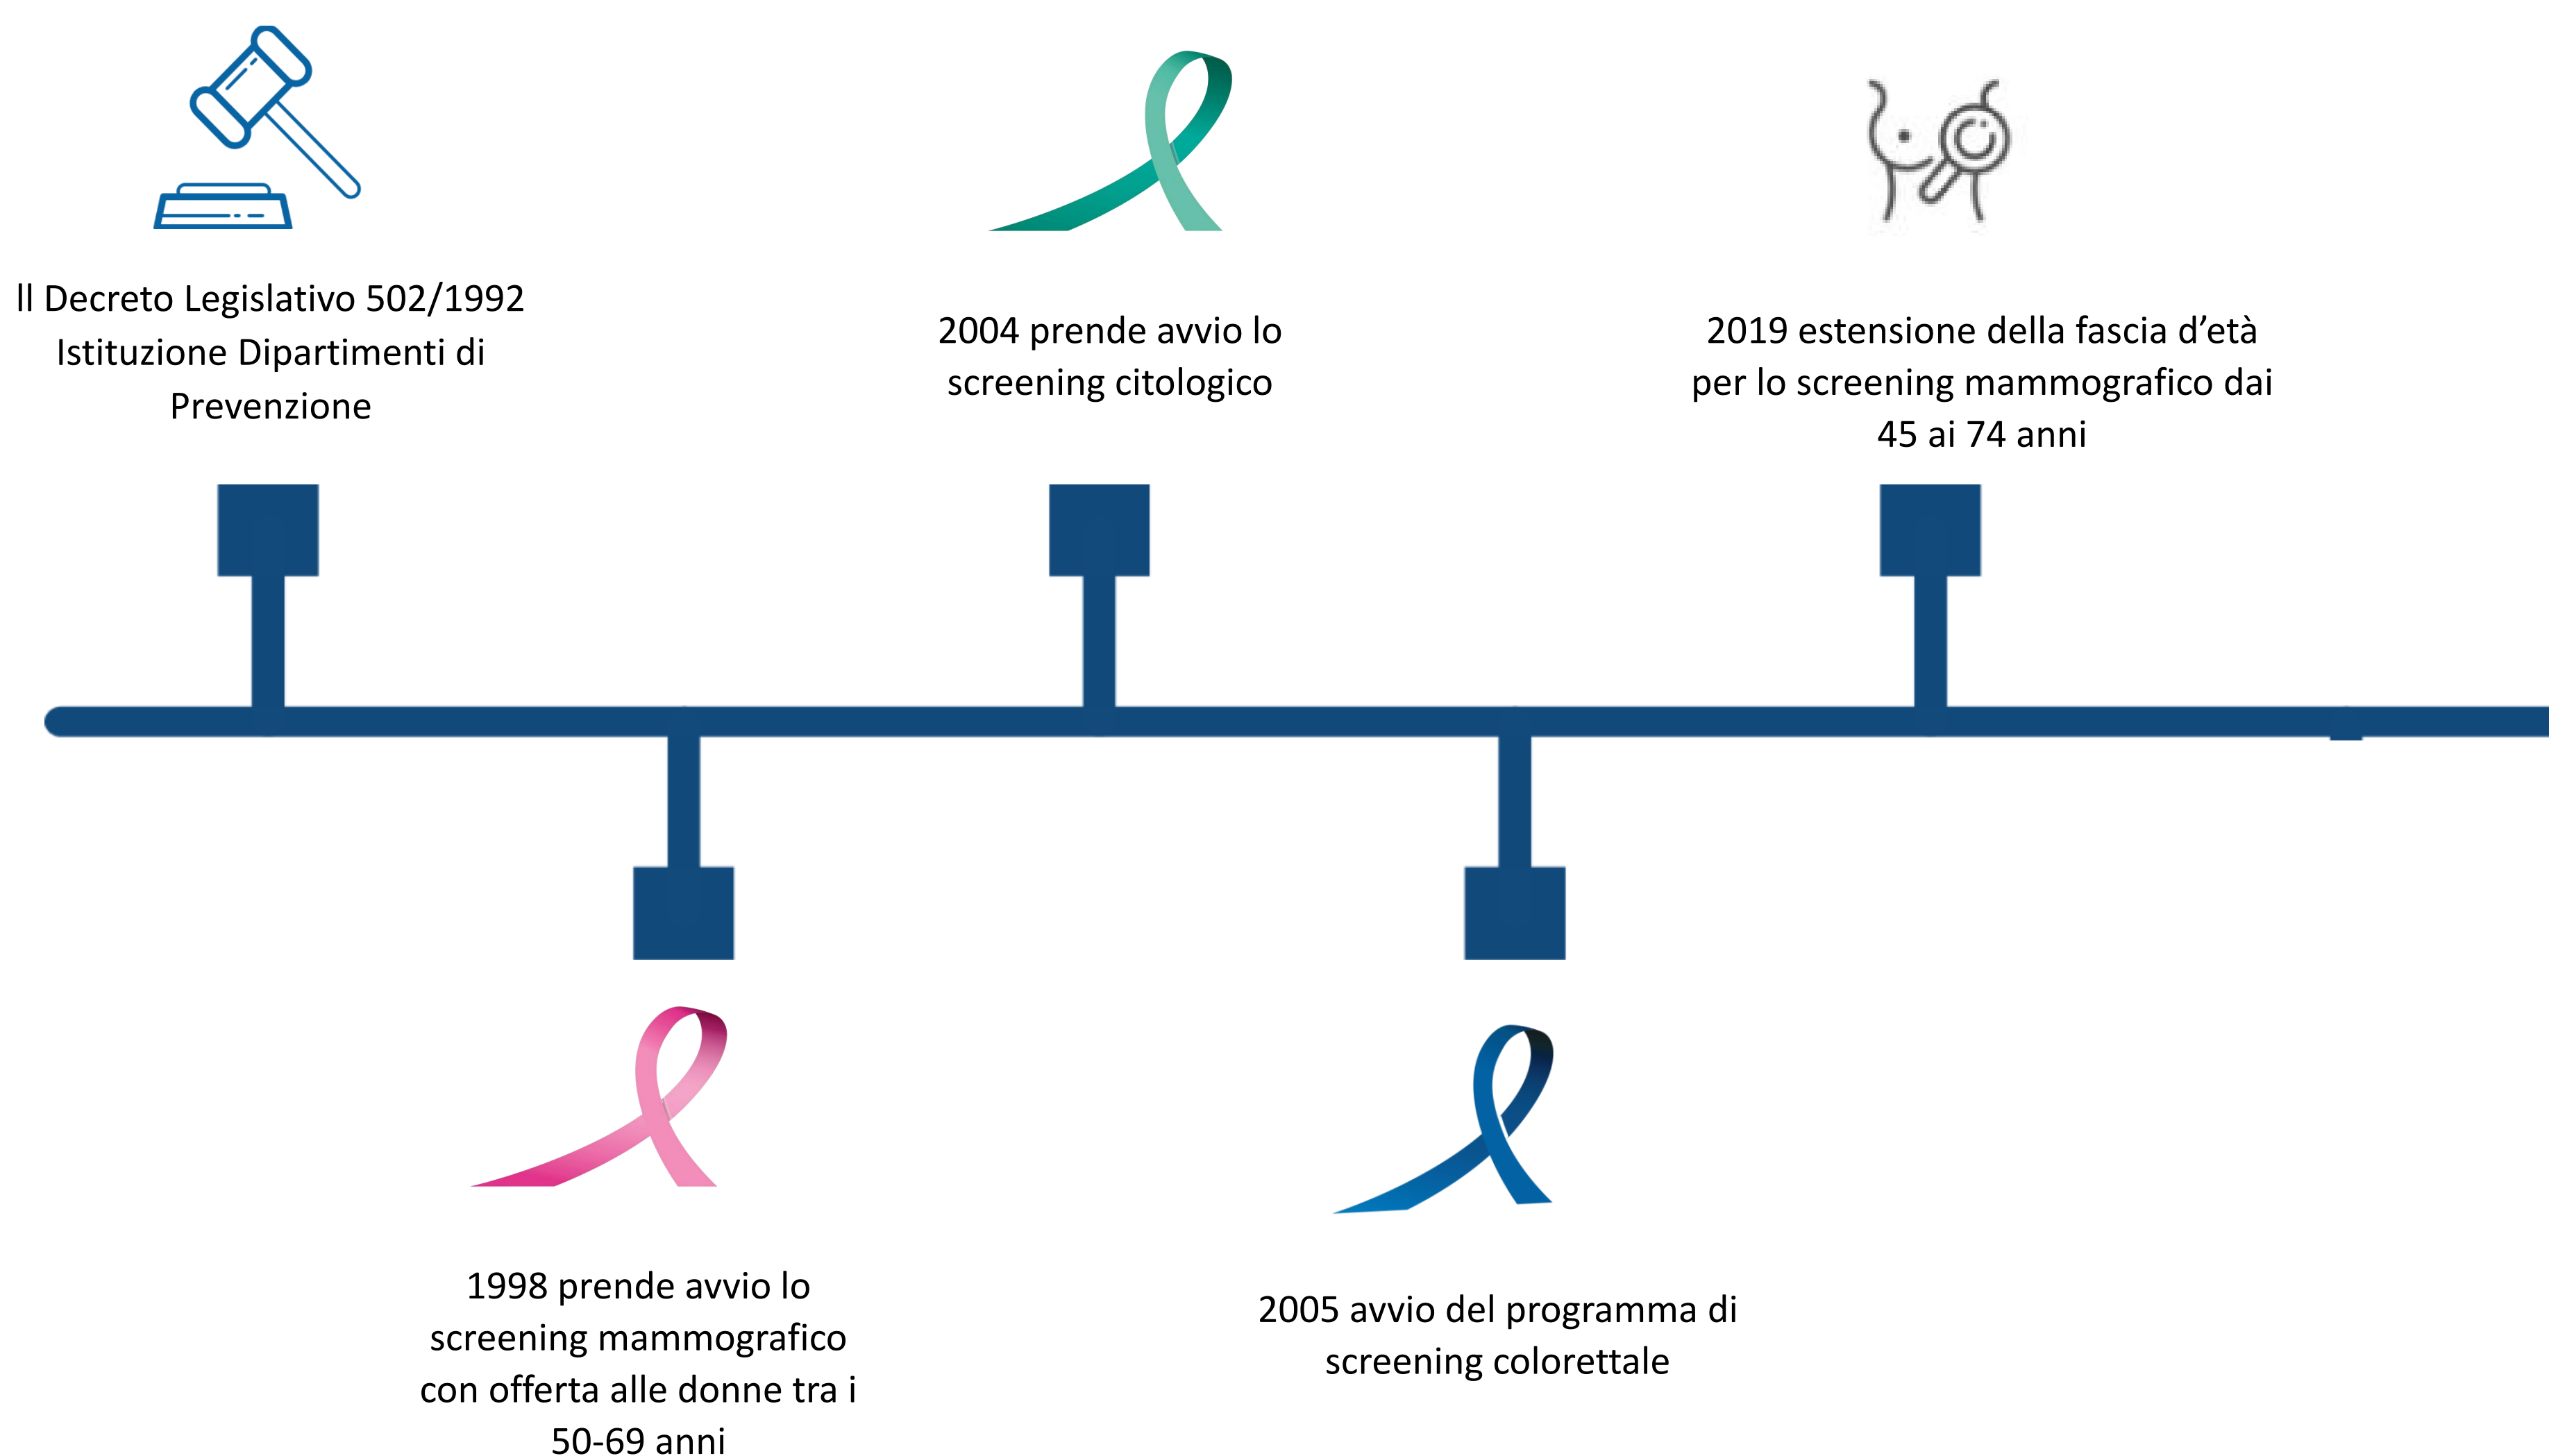 Il Decreto Legislativo 502/1992
Istituzione Dipartimenti di
Prevenzione
2004 prende avvio lo
screening citologico
2019 estensione della fascia d’età
per lo screening mammografico dai
45 ai 74 anni
1998 prende avvio lo
screening mammografico
con offerta alle donne tra i
50-69 anni
2005 avvio del programma di
screening colorettale